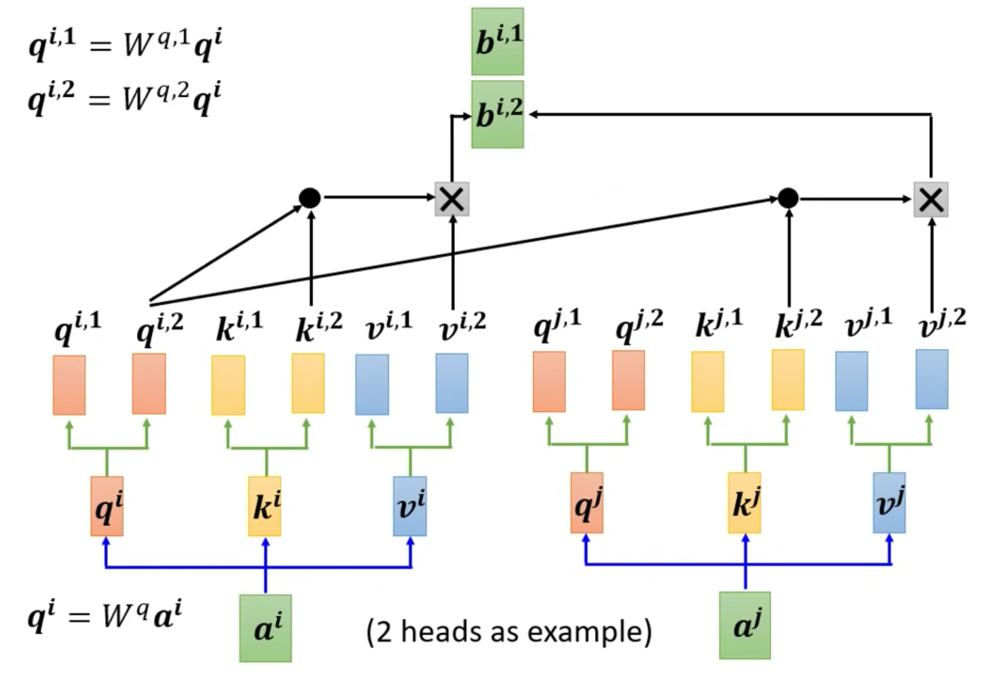 q^{i,1} = W^{q,1}q^i
q^{i,2} = W^{q,2}q^i
b^{i,1}
b^{i,2}
q^{i,1} q^{i,2} k^{i,1} k^{i,2} v^{i,1} v^{i,2} q^{j,1} q^{j,2} k^{j,1} k^{j,2} v^{j,1} v^{j,2}
q^i k^i v^i q^j k^j v^j
q^i = W^q a^i
a^i (2 heads as example) a^j